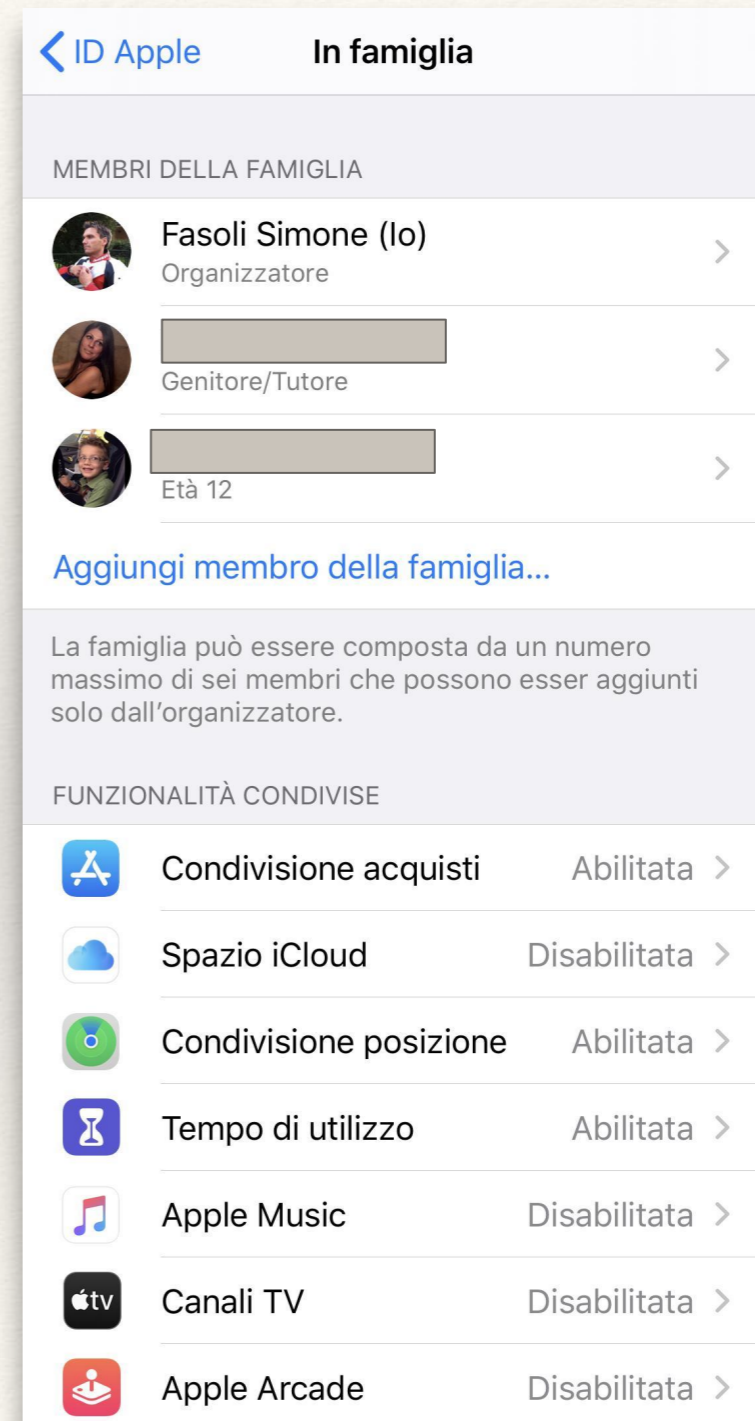 ID Apple In famiglia
MEMBRI DELLA FAMIGLIA
Fasoli Simone (Io)
Organizzatore
Genitore/Tutore
Età 12
Aggiungi membro della famiglia...
La famiglia può essere composta da un numero
massimo di sei membri che possono esser aggiunti
solo dall'organizzatore.
FUNZIONALITÀ CONDIVISE
Condivisione acquisti Abilitata
Spazio iCloud Disabilitata
Condivisione posizione Abilitata
Tempo di utilizzo Abilitata
Apple Music Disabilitata
tv Canali TV Disabilitata
Apple Arcade Disabilitata